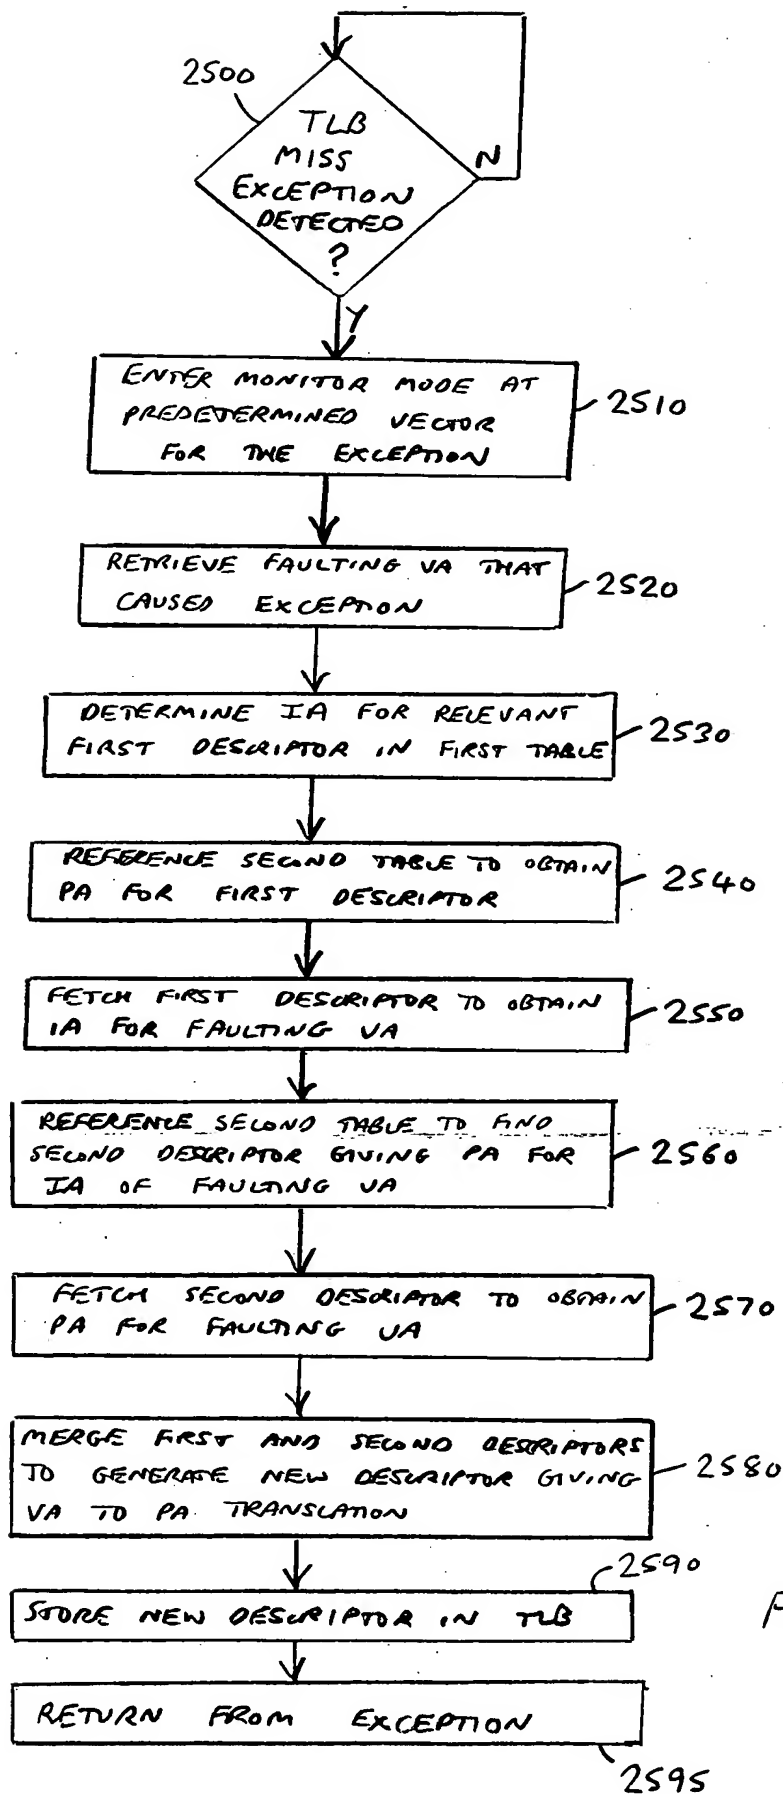 2500
TLB
MISS
EXCEPTION
DETECTED
?
N
Y
ENTER MONITOR MODE AT
PREDETERMINED VECTOR
FOR THE EXCEPTION
2510
RETRIEVE FAULTING VA THAT
CAUSED EXCEPTION
2520
DETERMINE IA FOR RELEVANT
FIRST DESCRIPTOR IN FIRST TABLE
2530
REFERENCE SECOND TABLE TO OBTAIN
PA FOR FIRST DESCRIPTOR
2540
FETCH FIRST DESCRIPTOR TO OBTAIN
IA FOR FAULTING VA
2550
REFERENCE SECOND TABLE TO FIND
SECOND DESCRIPTOR GIVING PA FOR
IA OF FAULTING VA
2560
FETCH SECOND DESCRIPTOR TO OBTAIN
PA FOR FAULTING VA
2570
MERGE FIRST AND SECOND DESCRIPTORS
TO GENERATE NEW DESCRIPTOR GIVING
VA TO PA TRANSLATION
2580
2590
STORE NEW DESCRIPTOR IN TLB
RETURN FROM EXCEPTION
2595